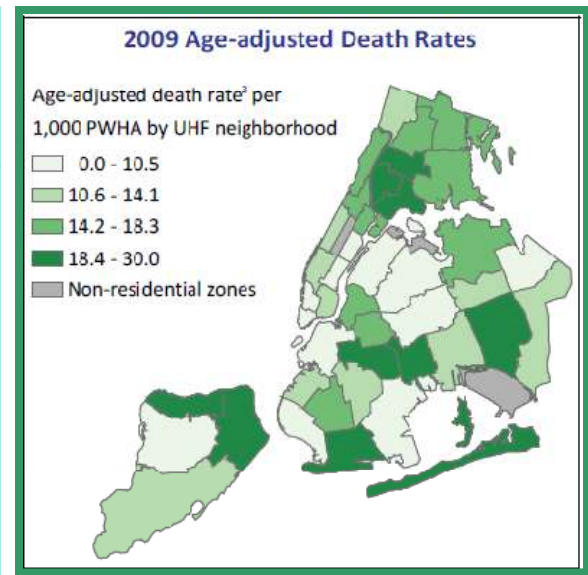 2009 Age-adjusted Death Rates
Age-adjusted death rate³ per
1,000 PWHA by UHF neighborhood
0.0 - 10.5
10.6 - 14.1
14.2 - 18.3
18.4 - 30.0
Non-residential zones